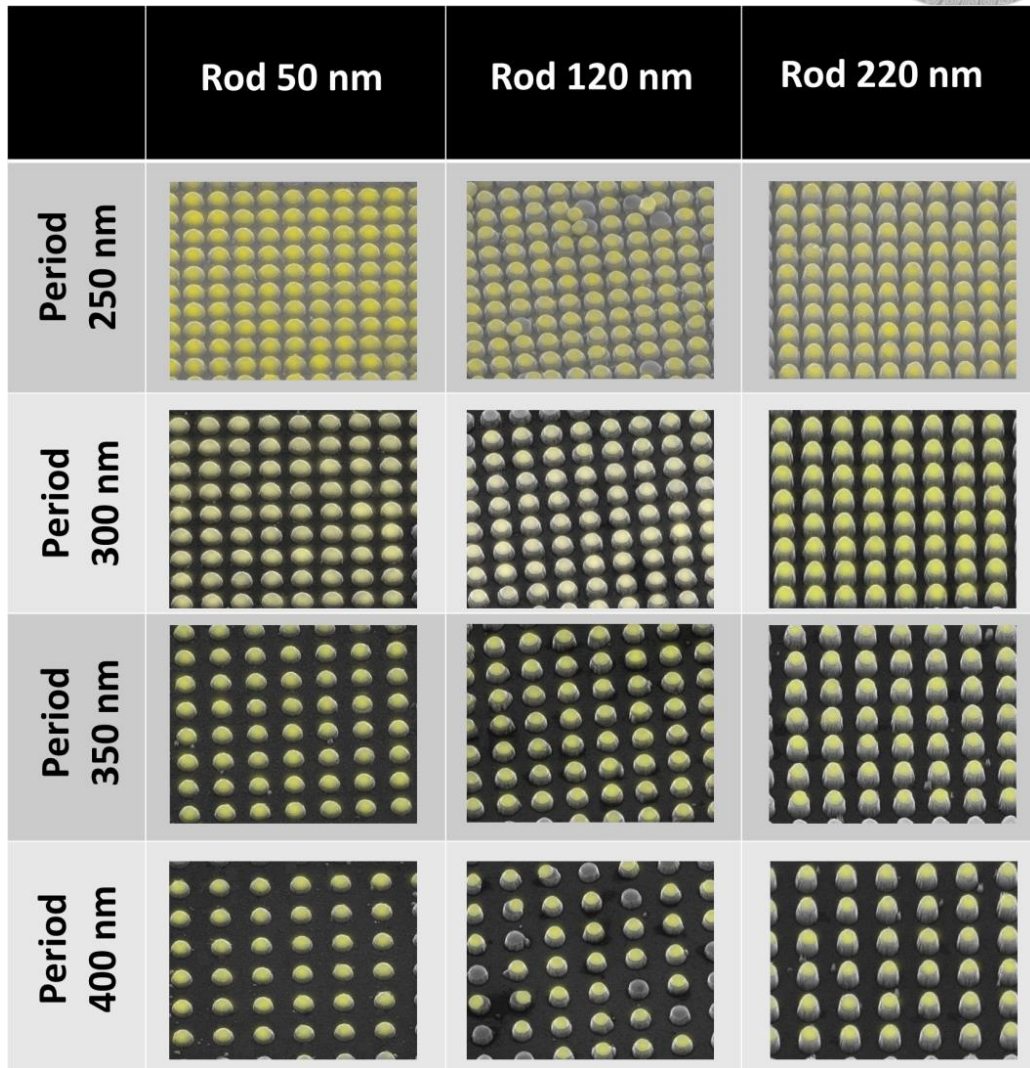 Rod 50 nm
Rod 120 nm
Rod 220 nm
Period
250 nm
Period
300 nm
Period
350 nm
Period
400 nm